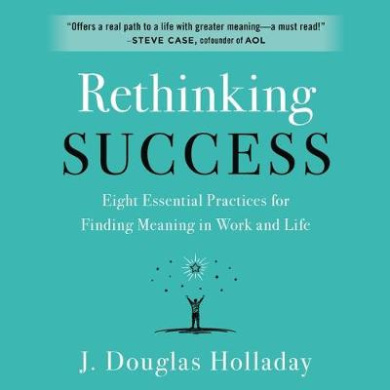 "Offers a real path to a life with greater meaning—a must read!"
–STEVE CASE, cofounder of AOL
Rethinking
SUCCESS
Eight Essential Practices for
Finding Meaning in Work and Life
J. Douglas Holladay